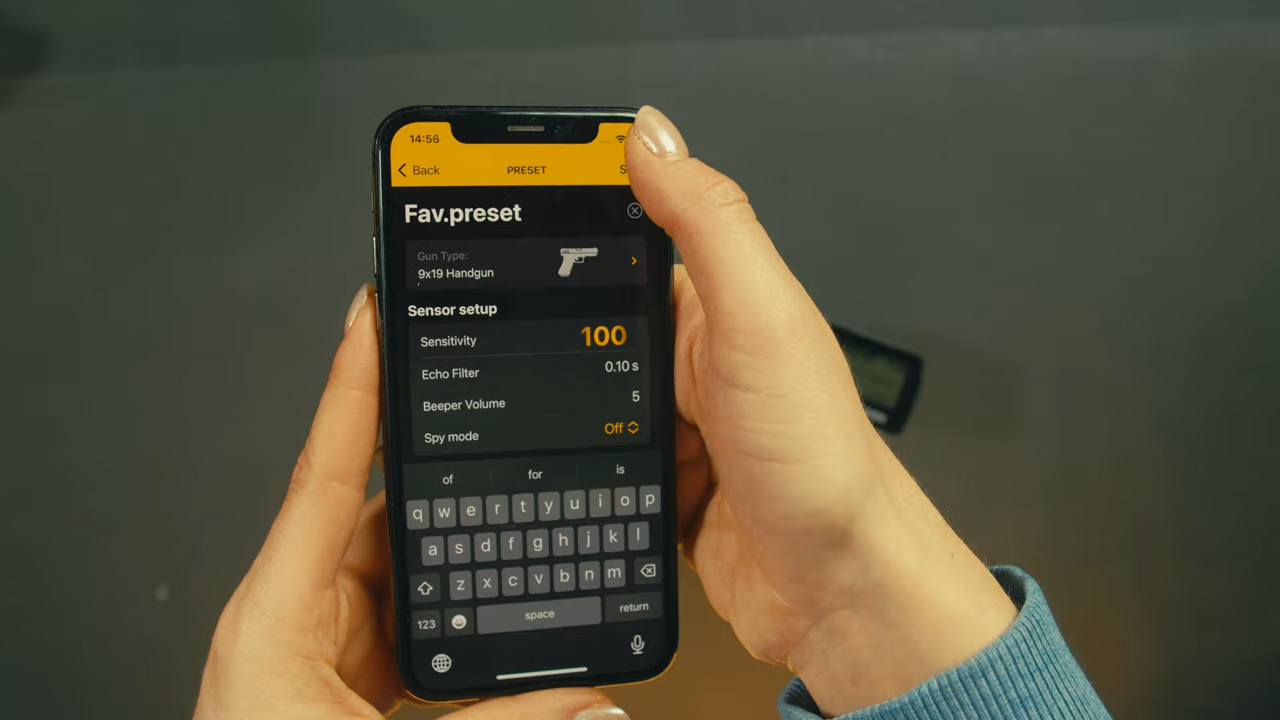 14:56
Back PRESET
Fav.preset
Gun Type:
9x19 Handgun
Sensor setup
Sensitivity 100
Echo Filter 0.10 s
Beeper Volume 5
Spy mode Off
of for is
q w e r t y u i o p
a s d f g h j k l
z x c v b n m
123 space return